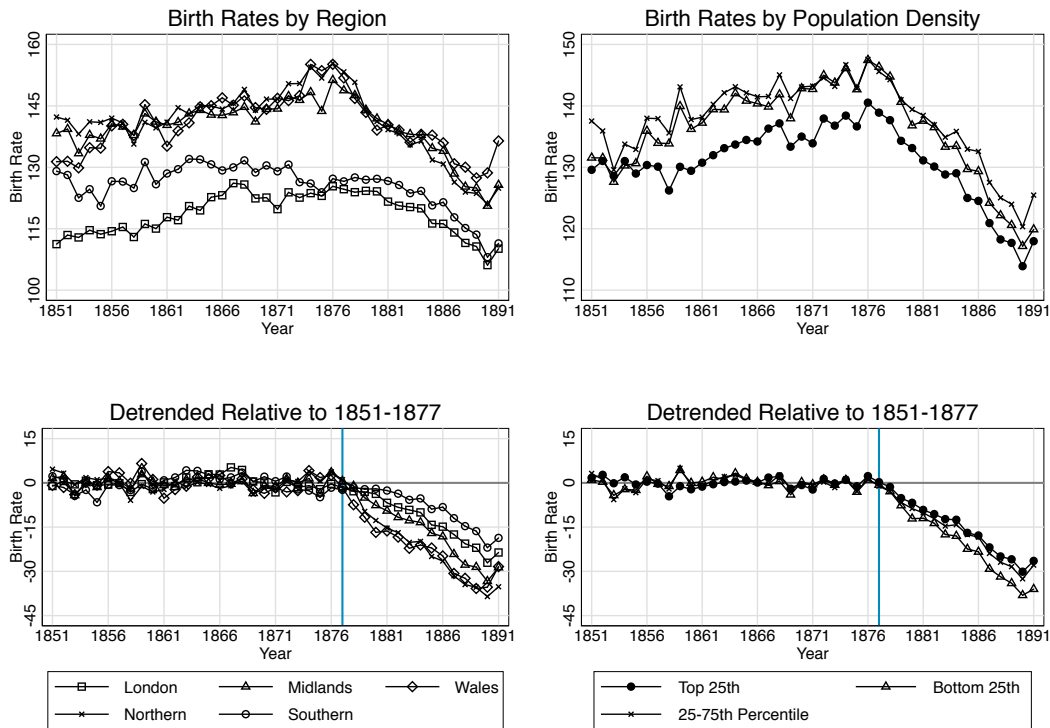 Birth Rates by Region
Birth Rate
160
145
130
115
100
1851 1856 1861 1866 1871 1876 1881 1886 1891
Year
Birth Rates by Population Density
Birth Rate
150
140
130
120
110
1851 1856 1861 1866 1871 1876 1881 1886 1891
Year
Detrended Relative to 1851-1877
Birth Rate
15
0
-15
-30
-45
1851 1856 1861 1866 1871 1876 1881 1886 1891
Year
London Midlands Wales
Northern Southern
Detrended Relative to 1851-1877
Birth Rate
15
0
-15
-30
-45
1851 1856 1861 1866 1871 1876 1881 1886 1891
Year
Top 25th Bottom 25th
25-75th Percentile